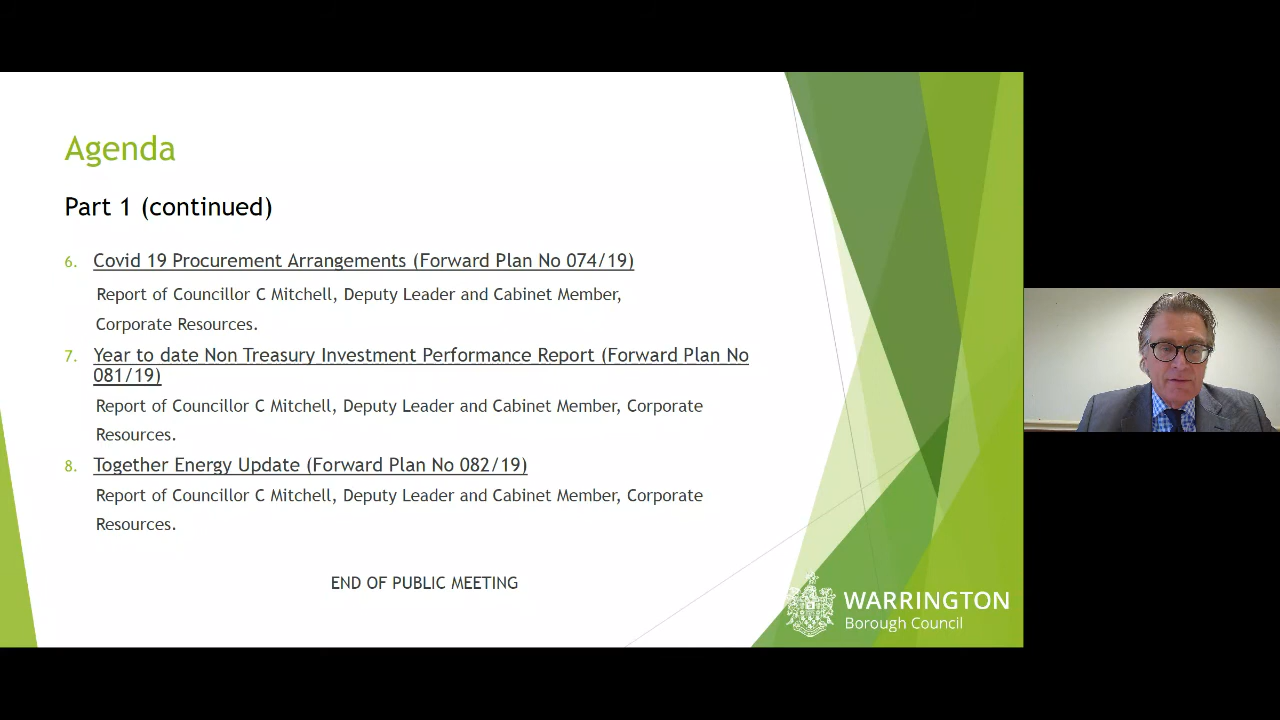 Agenda
Part 1 (continued)
6. Covid 19 Procurement Arrangements (Forward Plan No 074/19)
Report of Councillor C Mitchell, Deputy Leader and Cabinet Member,
Corporate Resources.
7. Year to date Non Treasury Investment Performance Report (Forward Plan No
081/19)
Report of Councillor C Mitchell, Deputy Leader and Cabinet Member, Corporate
Resources.
8. Together Energy Update (Forward Plan No 082/19)
Report of Councillor C Mitchell, Deputy Leader and Cabinet Member, Corporate
Resources.
END OF PUBLIC MEETING
WARRINGTON
Borough Council